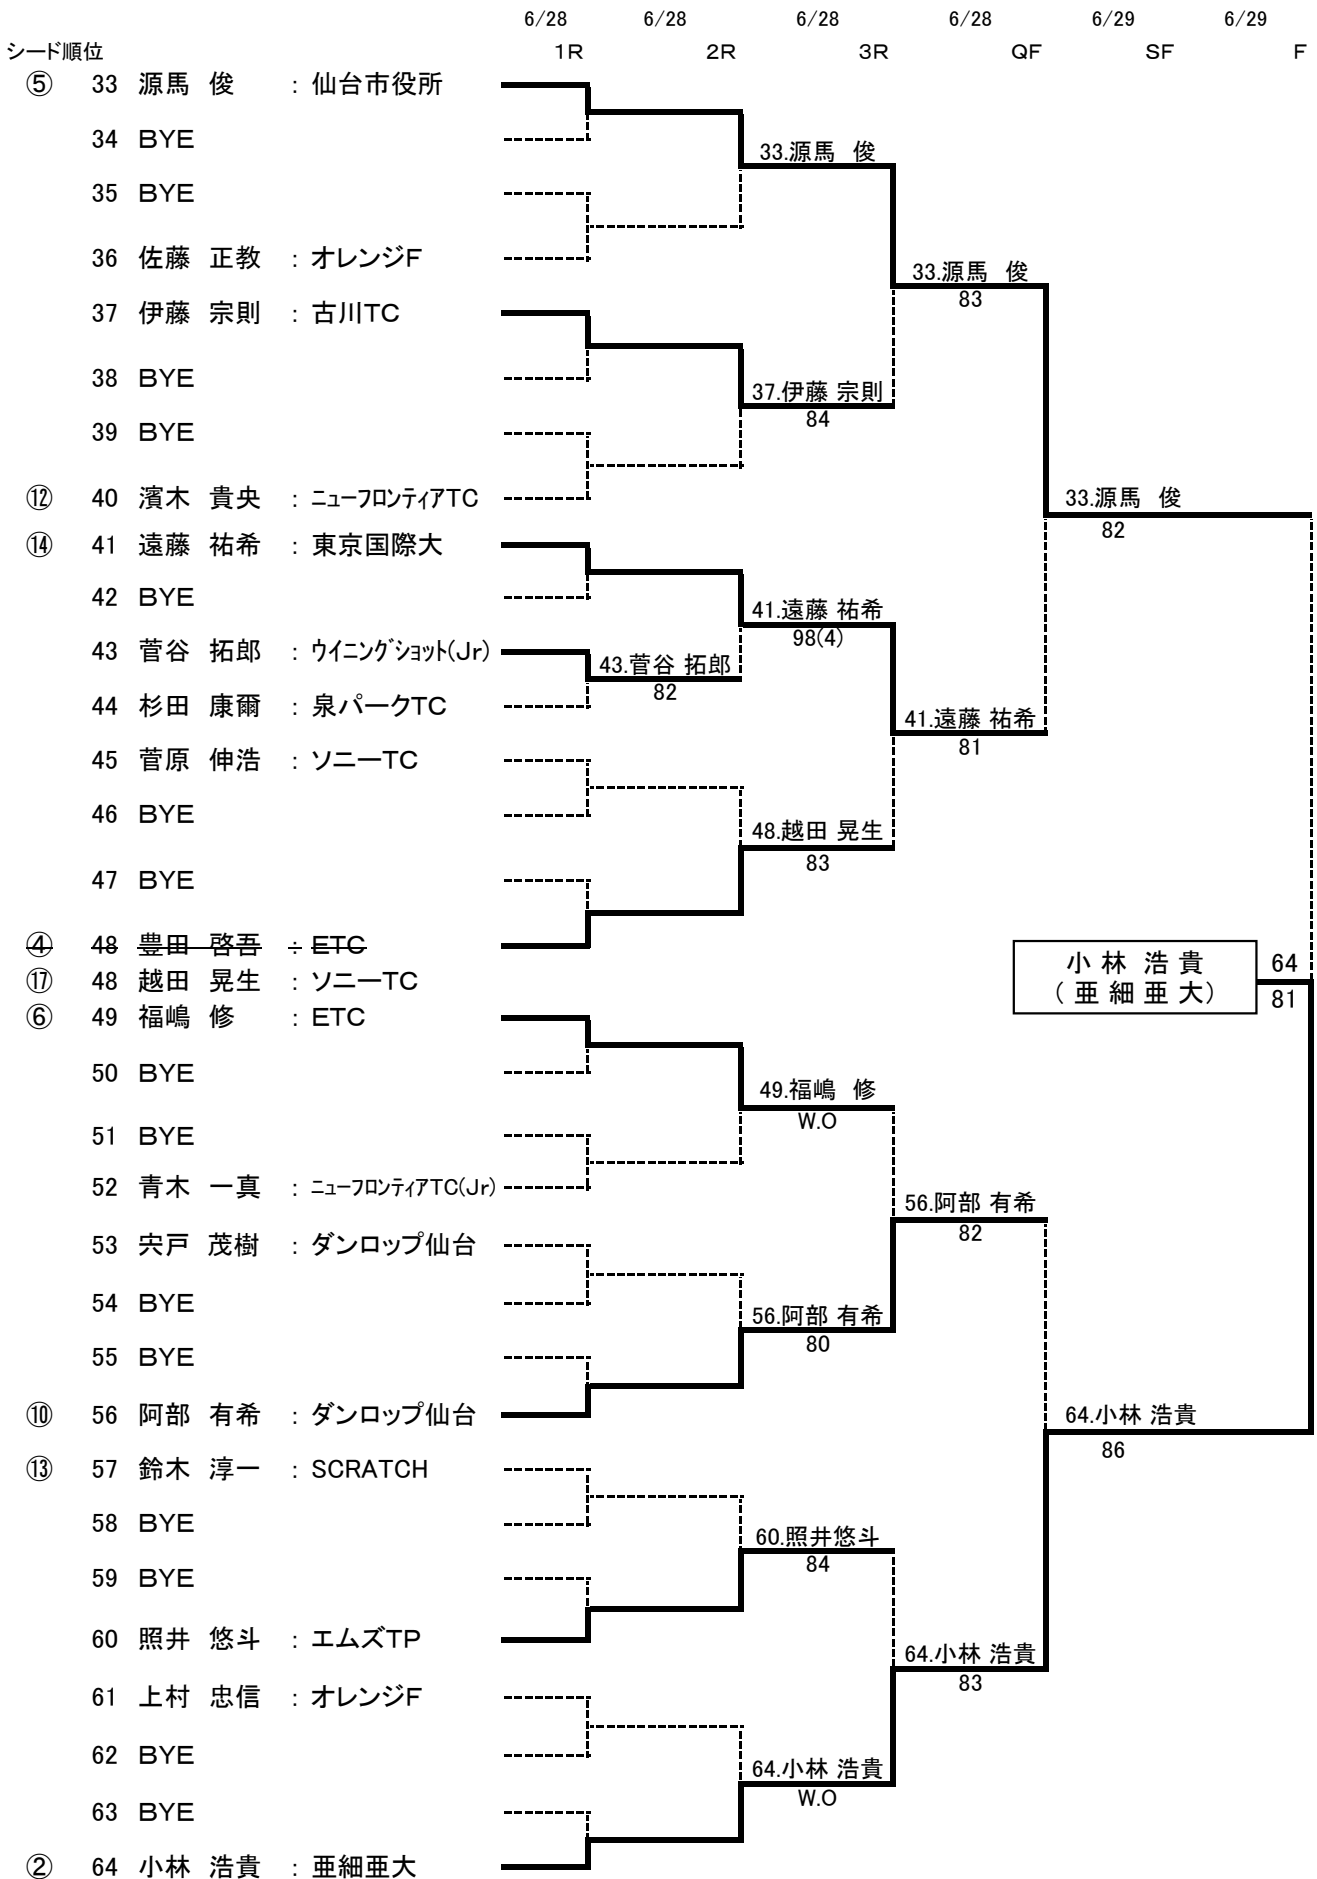 6/28 6/28 6/28 6/28 6/29 6/29
シード順位 1R 2R 3R QF SF F
⑤ 33 源馬 俊 : 仙台市役所
34 BYE
33.源馬 俊
35 BYE
36 佐藤 正教 : オレンジF
33.源馬 俊
83
37 伊藤 宗則 : 古川TC
38 BYE
37.伊藤 宗則
84
39 BYE
⑫ 40 濱木 貴央 : ニューフロンティアTC
33.源馬 俊
82
⑭ 41 遠藤 祐希 : 東京国際大
42 BYE
41.遠藤 祐希
98(4)
43 菅谷 拓郎 : ウイニングショット(Jr)
43.菅谷 拓郎
82
44 杉田 康爾 : 泉パークTC
41.遠藤 祐希
81
45 菅原 伸浩 : ソニーTC
46 BYE
48.越田 晃生
83
47 BYE
④ 48 豊田 啓吾 : ETC
⑰ 48 越田 晃生 : ソニーTC
小林 浩貴 64
(亜細亜大) 81
⑥ 49 福嶋 修 : ETC
50 BYE
49.福嶋 修
W.O
51 BYE
52 青木 一真 : ニューフロンティアTC(Jr)
56.阿部 有希
82
53 宍戸 茂樹 : ダンロップ仙台
54 BYE
56.阿部 有希
80
55 BYE
⑩ 56 阿部 有希 : ダンロップ仙台
64.小林 浩貴
86
⑬ 57 鈴木 淳一 : SCRATCH
58 BYE
60.照井悠斗
84
59 BYE
60 照井 悠斗 : エムズTP
64.小林 浩貴
83
61 上村 忠信 : オレンジF
62 BYE
64.小林 浩貴
W.O
63 BYE
② 64 小林 浩貴 : 亜細亜大